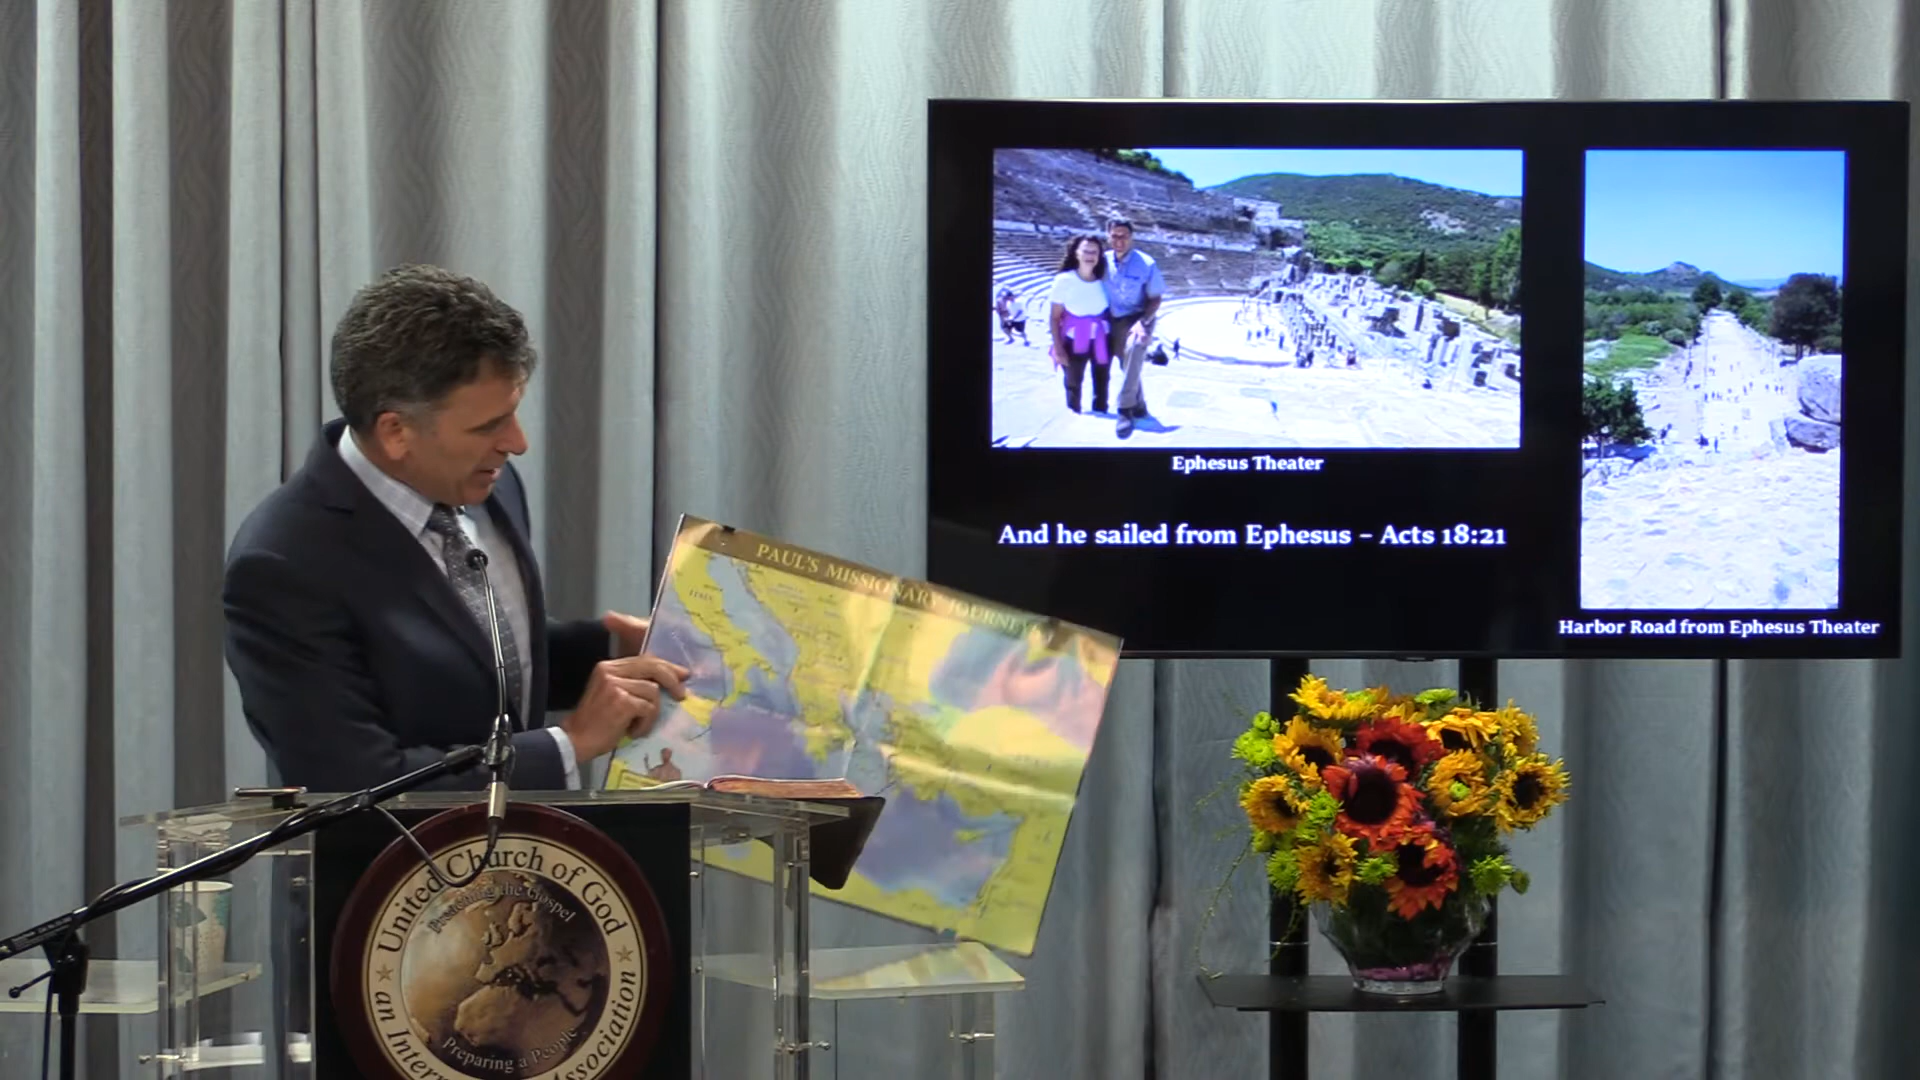 Ephesus Theater
And he sailed from Ephesus – Acts 18:21
Harbor Road from Ephesus Theater
PAUL'S MISSIONARY JOURNEYS
ITALY
United Church of God
Preaching the Gospel
Preparing a People
an Association